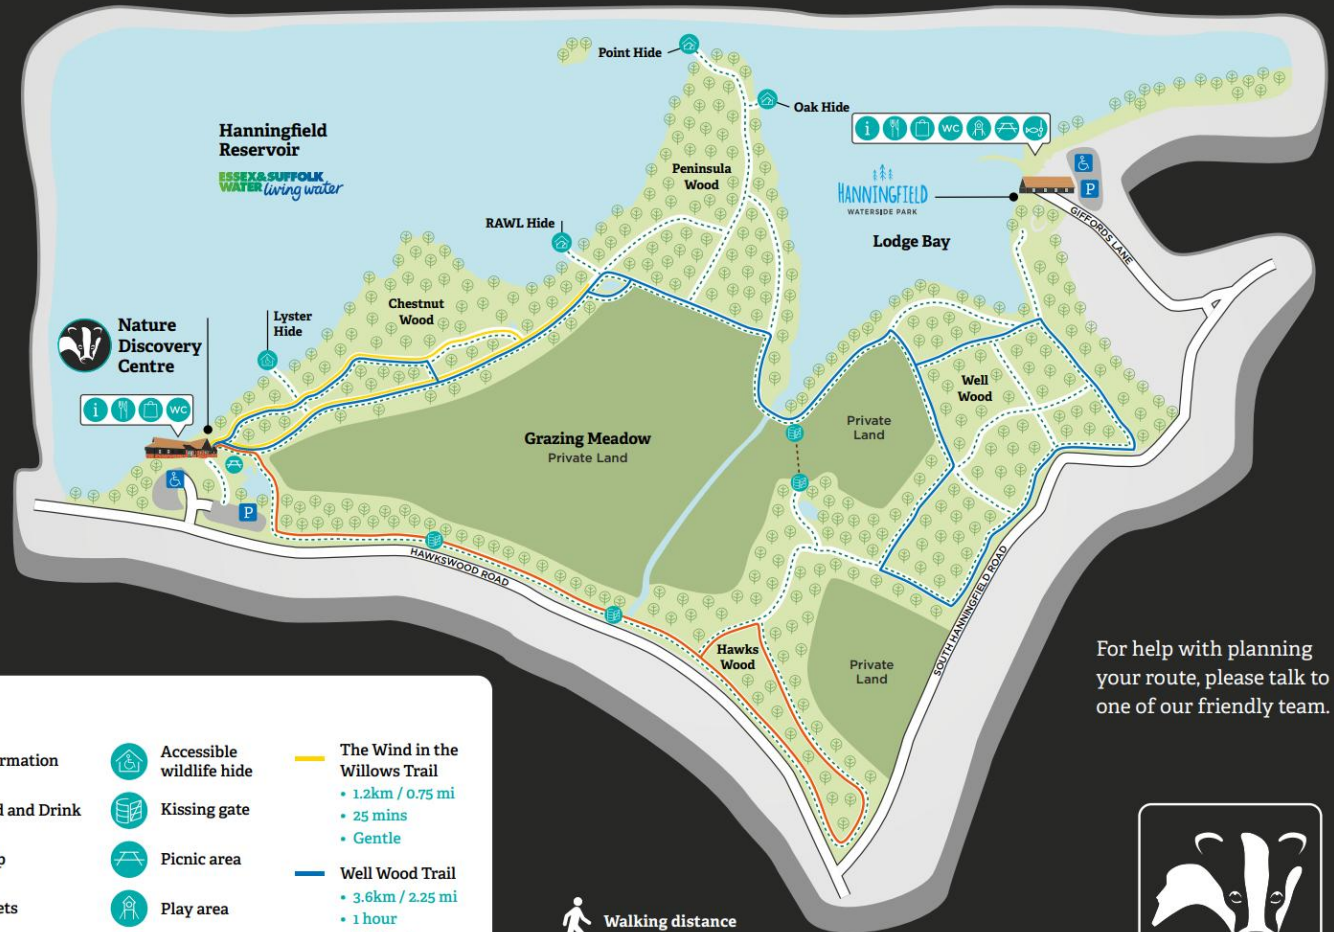 Point Hide
Oak Hide
Hanningfield
Reservoir
ESSEX&SUFFOLK
WATER living water
Peninsula
Wood
i
WC
P
HANNINGFIELD
WATERSIDE PARK
GIFFORDS LANE
RAWL Hide
Lodge Bay
Chestnut
Wood
Lyster
Hide
Nature
Discovery
Centre
i
WC
Well
Wood
Private
Land
Grazing Meadow
Private Land
P
HAWKSWOOD ROAD
SOUTH HANNINGFIELD ROAD
Hawks
Wood
Private
Land
For help with planning
your route, please talk to
one of our friendly team.
rmation
d and Drink
p
ets
Accessible
wildlife hide
Kissing gate
Picnic area
Play area
The Wind in the
Willows Trail
• 1.2km / 0.75 mi
• 25 mins
• Gentle
Well Wood Trail
• 3.6km / 2.25 mi
• 1 hour
Walking distance